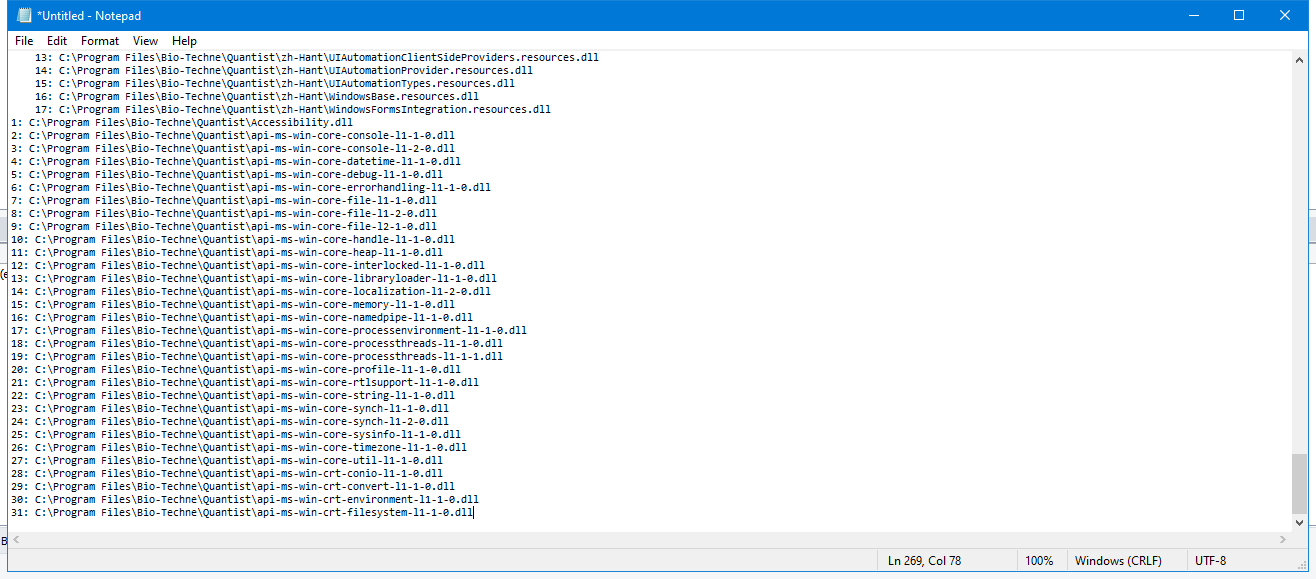 *Untitled - Notepad
File Edit Format View Help
13: C:\Program Files\Bio-Techne\Quantist\zh-Hant\UIAutomationClientSideProviders.resources.dll
14: C:\Program Files\Bio-Techne\Quantist\zh-Hant\UIAutomationProvider.resources.dll
15: C:\Program Files\Bio-Techne\Quantist\zh-Hant\UIAutomationTypes.resources.dll
16: C:\Program Files\Bio-Techne\Quantist\zh-Hant\WindowsBase.resources.dll
17: C:\Program Files\Bio-Techne\Quantist\zh-Hant\WindowsFormsIntegration.resources.dll
1: C:\Program Files\Bio-Techne\Quantist\Accessibility.dll
2: C:\Program Files\Bio-Techne\Quantist\api-ms-win-core-console-l1-1-0.dll
3: C:\Program Files\Bio-Techne\Quantist\api-ms-win-core-console-l1-2-0.dll
4: C:\Program Files\Bio-Techne\Quantist\api-ms-win-core-datetime-l1-1-0.dll
5: C:\Program Files\Bio-Techne\Quantist\api-ms-win-core-debug-l1-1-0.dll
6: C:\Program Files\Bio-Techne\Quantist\api-ms-win-core-errorhandling-l1-1-0.dll
7: C:\Program Files\Bio-Techne\Quantist\api-ms-win-core-file-l1-1-0.dll
8: C:\Program Files\Bio-Techne\Quantist\api-ms-win-core-file-l1-2-0.dll
9: C:\Program Files\Bio-Techne\Quantist\api-ms-win-core-file-l2-1-0.dll
10: C:\Program Files\Bio-Techne\Quantist\api-ms-win-core-handle-l1-1-0.dll
11: C:\Program Files\Bio-Techne\Quantist\api-ms-win-core-heap-l1-1-0.dll
12: C:\Program Files\Bio-Techne\Quantist\api-ms-win-core-interlocked-l1-1-0.dll
13: C:\Program Files\Bio-Techne\Quantist\api-ms-win-core-libraryloader-l1-1-0.dll
14: C:\Program Files\Bio-Techne\Quantist\api-ms-win-core-localization-l1-2-0.dll
15: C:\Program Files\Bio-Techne\Quantist\api-ms-win-core-memory-l1-1-0.dll
16: C:\Program Files\Bio-Techne\Quantist\api-ms-win-core-namedpipe-l1-1-0.dll
17: C:\Program Files\Bio-Techne\Quantist\api-ms-win-core-processenvironment-l1-1-0.dll
18: C:\Program Files\Bio-Techne\Quantist\api-ms-win-core-processthreads-l1-1-0.dll
19: C:\Program Files\Bio-Techne\Quantist\api-ms-win-core-processthreads-l1-1-1.dll
20: C:\Program Files\Bio-Techne\Quantist\api-ms-win-core-profile-l1-1-0.dll
21: C:\Program Files\Bio-Techne\Quantist\api-ms-win-core-rtlsupport-l1-1-0.dll
22: C:\Program Files\Bio-Techne\Quantist\api-ms-win-core-string-l1-1-0.dll
23: C:\Program Files\Bio-Techne\Quantist\api-ms-win-core-synch-l1-1-0.dll
24: C:\Program Files\Bio-Techne\Quantist\api-ms-win-core-synch-l1-2-0.dll
25: C:\Program Files\Bio-Techne\Quantist\api-ms-win-core-sysinfo-l1-1-0.dll
26: C:\Program Files\Bio-Techne\Quantist\api-ms-win-core-timezone-l1-1-0.dll
27: C:\Program Files\Bio-Techne\Quantist\api-ms-win-core-util-l1-1-0.dll
28: C:\Program Files\Bio-Techne\Quantist\api-ms-win-crt-conio-l1-1-0.dll
29: C:\Program Files\Bio-Techne\Quantist\api-ms-win-crt-convert-l1-1-0.dll
30: C:\Program Files\Bio-Techne\Quantist\api-ms-win-crt-environment-l1-1-0.dll
31: C:\Program Files\Bio-Techne\Quantist\api-ms-win-crt-filesystem-l1-1-0.dll
Ln 269, Col 78 100% Windows (CRLF) UTF-8